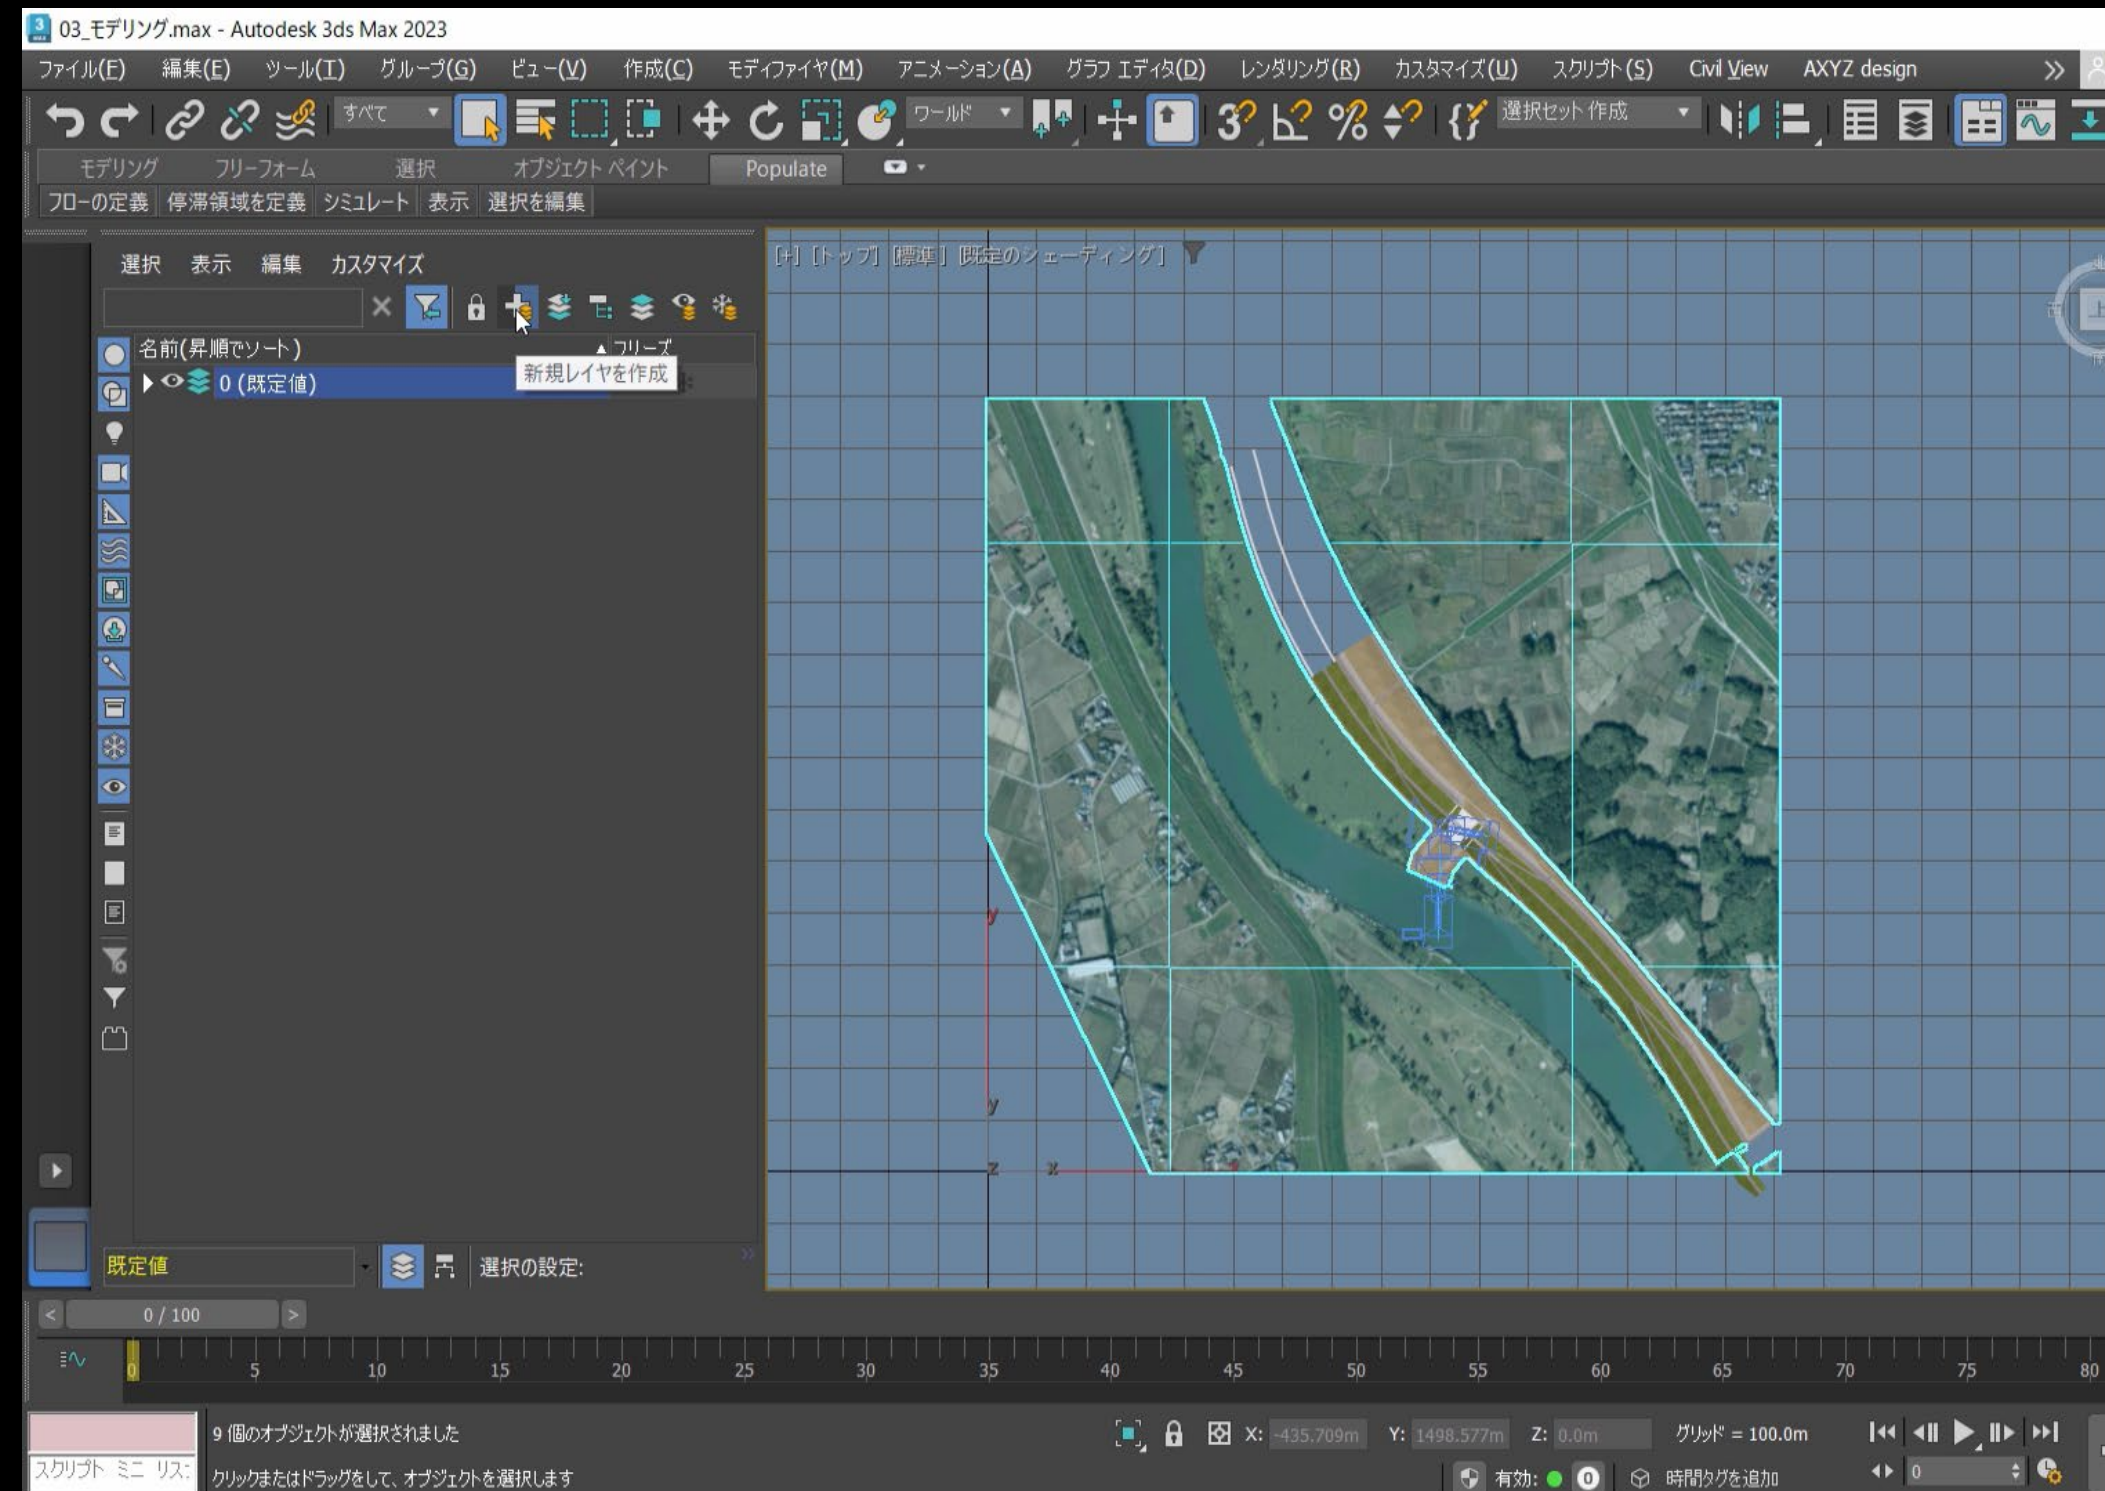 03_モデリング.max - Autodesk 3ds Max 2023
ファイル(F) 編集(E) ツール(T) グループ(G) ビュー(V) 作成(C) モディファイヤ(M) アニメーション(A) グラフ エディタ(D) レンダリング(R) カスタマイズ(U) スクリプト(S) Civil View AXYZ design
すべて ワールド 選択セット作成
モデリング フリーフォーム 選択 オブジェクト ペイント Populate
フローの定義 停滞領域を定義 シミュレート 表示 選択を編集
選択 表示 編集 カスタマイズ
[+] [トップ] [標準] [既定のシェーディング]
上
名前(昇順でソート) フリーズ
0 (既定値)
新規レイヤを作成
y
y
z x
既定値 選択の設定:
0 / 100
0 5 10 15 20 25 30 35 40 45 50 55 60 65 70 75 80
9 個のオブジェクトが選択されました
X: -435.709m Y: 1498.577m Z: 0.0m グリッド = 100.0m
スクリプト ミニ リス
クリックまたはドラッグをして、オブジェクトを選択します
有効: 0 時間タグを追加 0